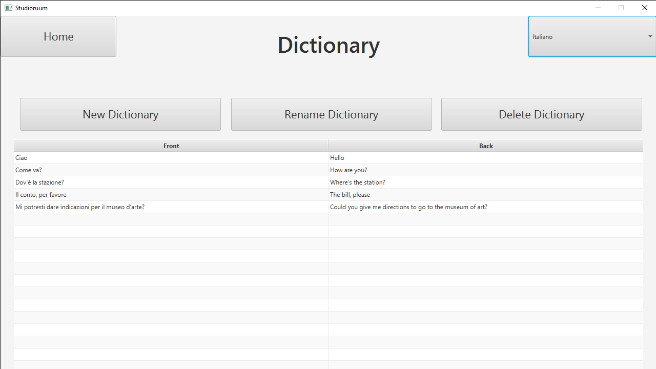 Studionium
Home
Dictionary
Italiano
New Dictionary
Rename Dictionary
Delete Dictionary
Front Back
Ciao Hello
Come va? How are you?
Dov'è la stazione? Where's the station?
Il conto, per favore The bill, please
Mi potresti dare indicazioni per il museo d'arte? Could you give me directions to go to the museum of art?